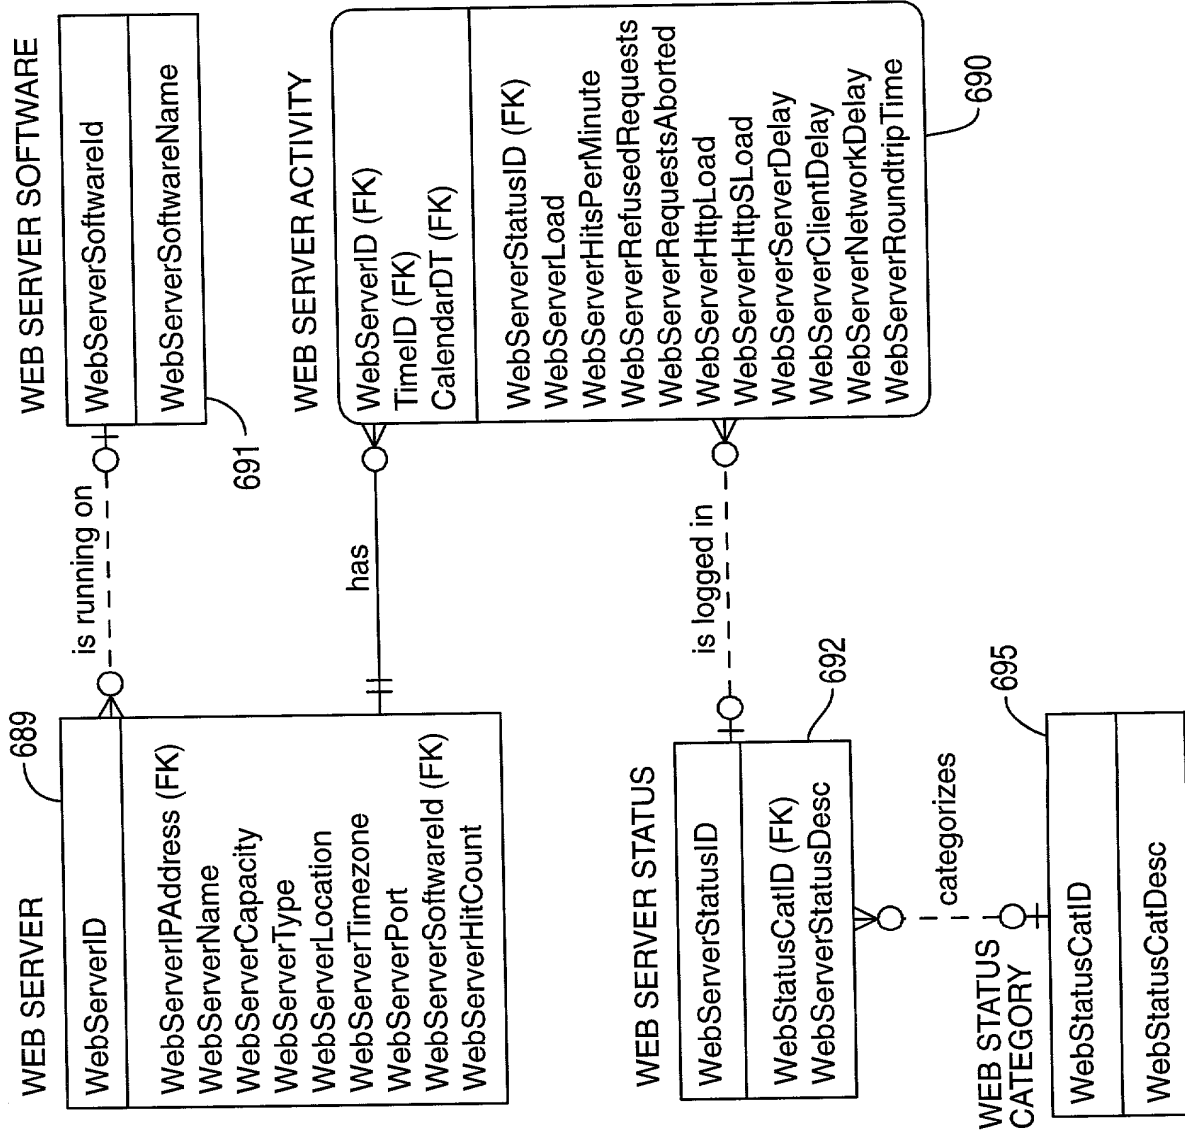 WEB SERVER
689
WebServerID
WebServerIPAddress (FK)
WebServerName
WebServerCapacity
WebServerType
WebServerLocation
WebServerTimezone
WebServerPort
WebServerSoftwareId (FK)
WebServerHitCount
is running on
WEB SERVER SOFTWARE
WebServerSoftwareId
WebServerSoftwareName
691
has
WEB SERVER ACTIVITY
WebServerID (FK)
TimeID (FK)
CalendarDT (FK)
WebServerStatusID (FK)
WebServerLoad
WebServerHitsPerMinute
WebServerRefusedRequests
WebServerRequestsAborted
WebServerHttpLoad
WebServerHttpSLoad
WebServerServerDelay
WebServerClientDelay
WebServerNetworkDelay
WebServerRoundtripTime
690
is logged in
WEB SERVER STATUS
WebServerStatusID
WebStatusCatID (FK)
WebServerStatusDesc
692
categorizes
WEB STATUS
CATEGORY
695
WebStatusCatID
WebStatusCatDesc